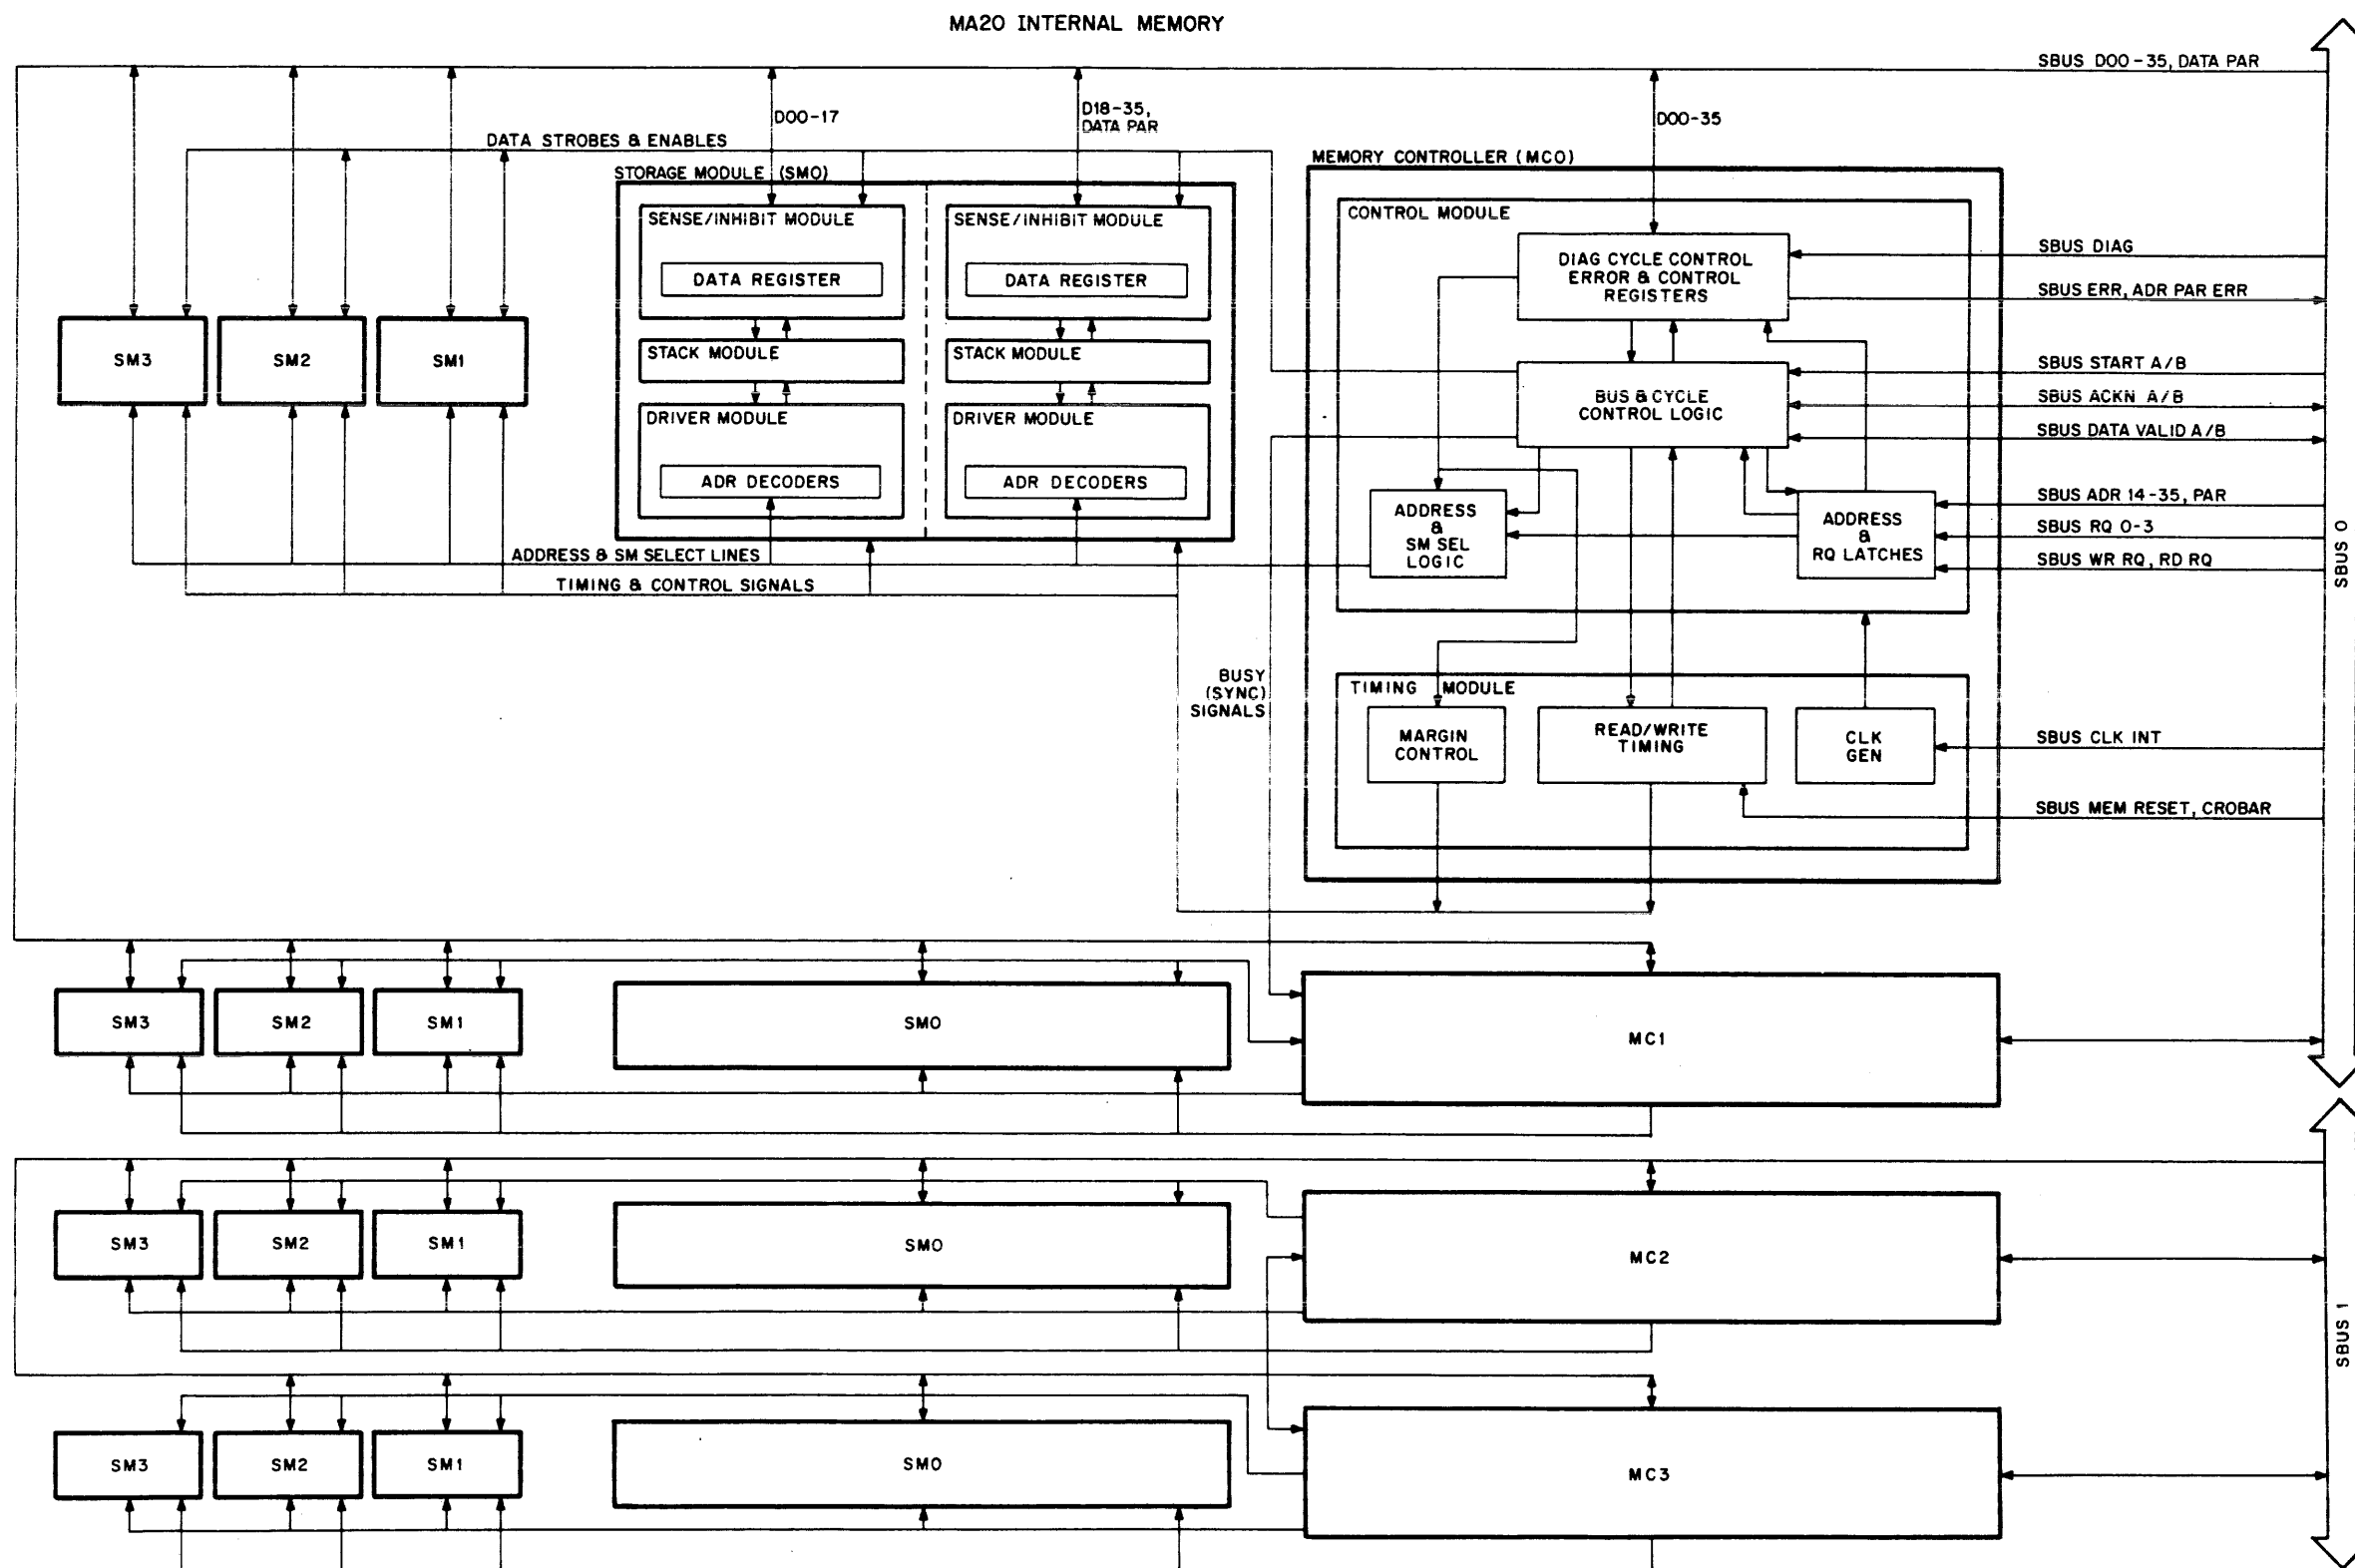 MA20 INTERNAL MEMORY
SBUS D00-35, DATA PAR
D00-17
D18-35,
DATA PAR
D00-35
DATA STROBES & ENABLES
STORAGE MODULE (SM0)
MEMORY CONTROLLER (MC0)
SENSE/INHIBIT MODULE
DATA REGISTER
SENSE/INHIBIT MODULE
DATA REGISTER
STACK MODULE
STACK MODULE
DRIVER MODULE
ADR DECODERS
DRIVER MODULE
ADR DECODERS
SM3
SM2
SM1
CONTROL MODULE
DIAG CYCLE CONTROL
ERROR & CONTROL
REGISTERS
BUS & CYCLE
CONTROL LOGIC
ADDRESS
&
SM SEL
LOGIC
ADDRESS
&
RQ LATCHES
SBUS DIAG
SBUS ERR, ADR PAR ERR
SBUS START A/B
SBUS ACKN A/B
SBUS DATA VALID A/B
SBUS ADR 14-35, PAR
SBUS RQ 0-3
SBUS WR RQ, RD RQ
SBUS 0
ADDRESS & SM SELECT LINES
TIMING & CONTROL SIGNALS
BUSY
(SYNC)
SIGNALS
TIMING MODULE
MARGIN
CONTROL
READ/WRITE
TIMING
CLK
GEN
SBUS CLK INT
SBUS MEM RESET, CROBAR
SM3
SM2
SM1
SM0
MC1
SM3
SM2
SM1
SM0
MC2
SBUS 1
SM3
SM2
SM1
SM0
MC3